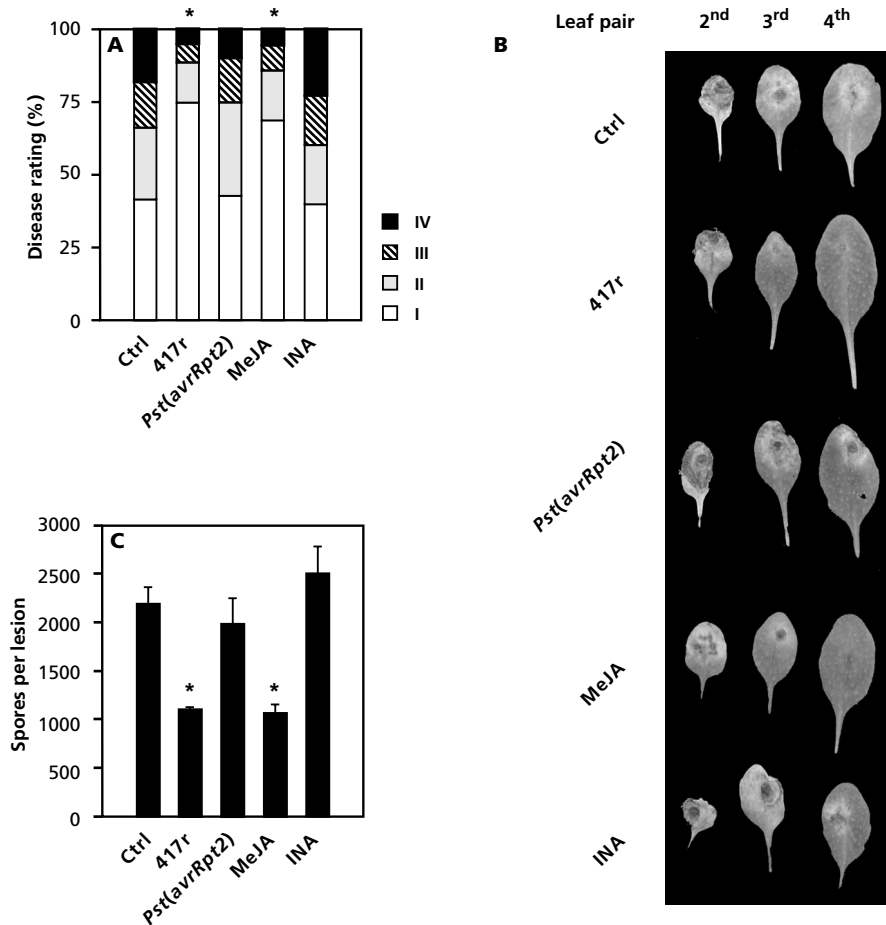 A
* *
100
75
50
25
0
Disease rating (%)
Ctrl
417r
Pst(avrRpt2)
MeJA
INA
IV
III
II
I
B
Leaf pair 2nd 3rd 4th
Ctrl
417r
Pst(avrRpt2)
MeJA
INA
C
3000
2500
2000
1500
1000
500
0
Spores per lesion
* *
Ctrl
417r
Pst(avrRpt2)
MeJA
INA